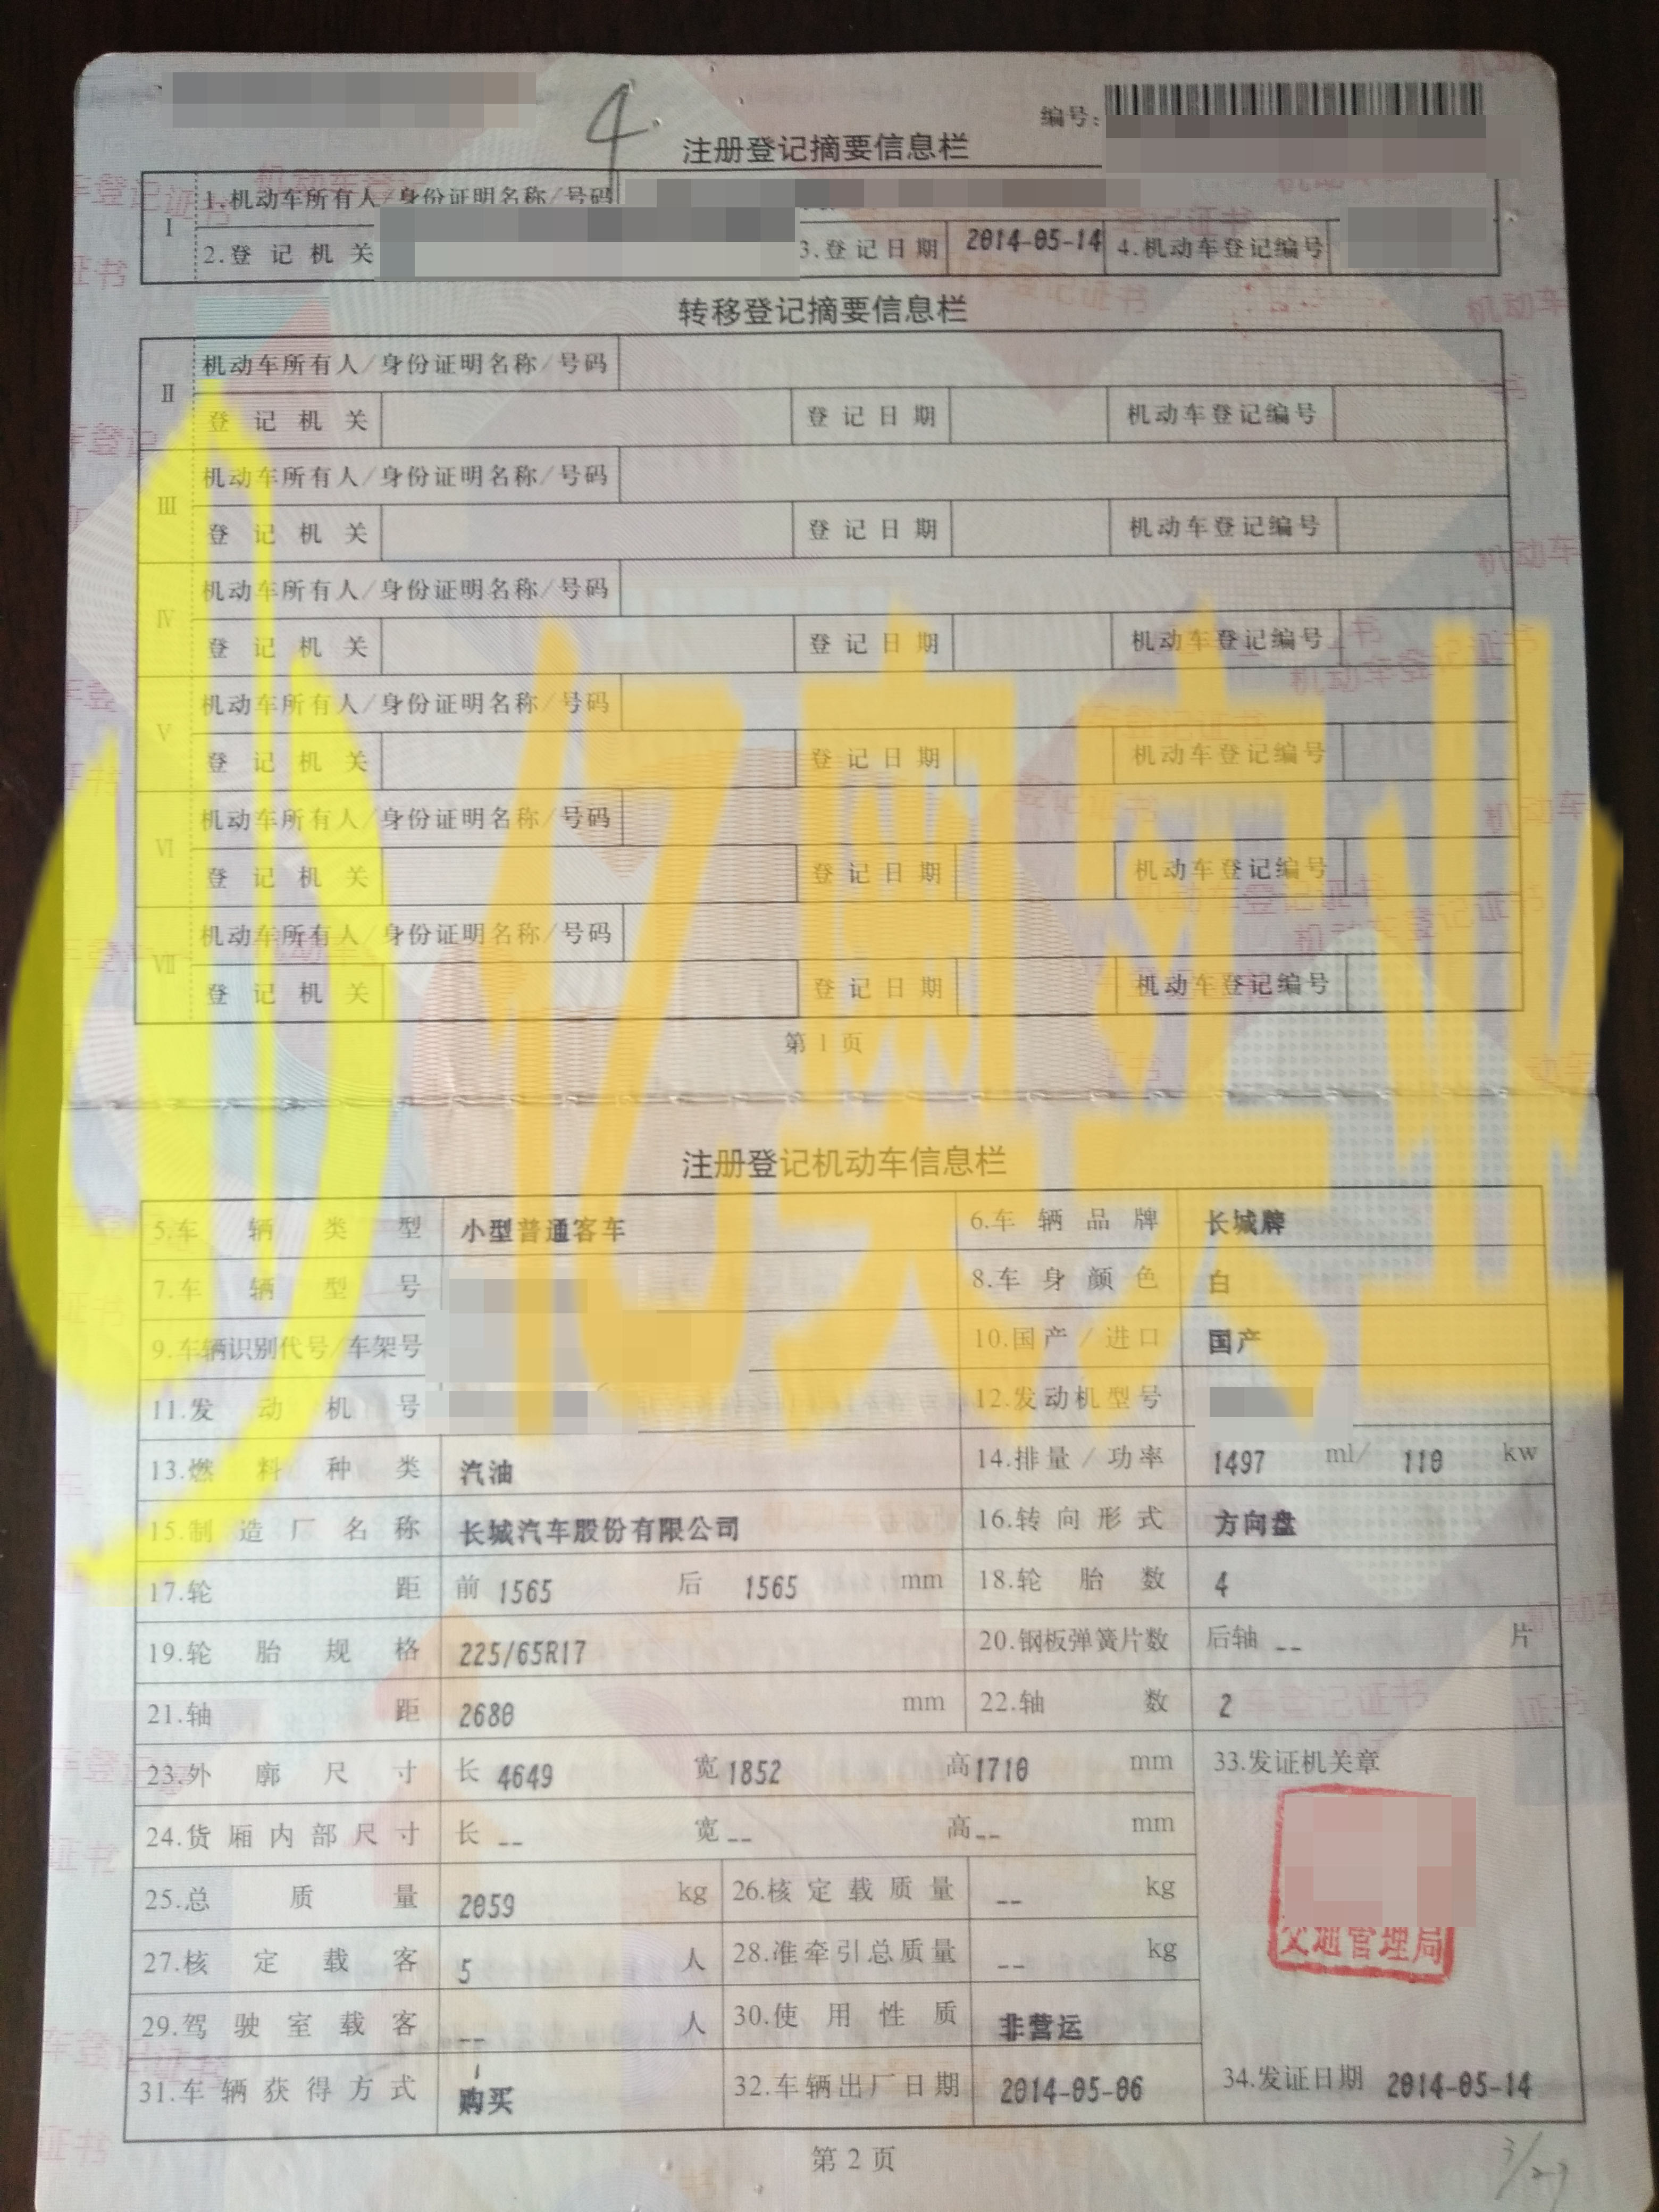 4.
编号:
注册登记摘要信息栏
I 1.机动车所有人/身份证明名称/号码
2.登记机关 3.登记日期 2014-05-14 4.机动车登记编号
转移登记摘要信息栏
II 机动车所有人/身份证明名称/号码
登记机关 登记日期 机动车登记编号
III 机动车所有人/身份证明名称/号码
登记机关 登记日期 机动车登记编号
IV 机动车所有人/身份证明名称/号码
登记机关 登记日期 机动车登记编号
V 机动车所有人/身份证明名称/号码
登记机关 登记日期 机动车登记编号
VI 机动车所有人/身份证明名称/号码
登记机关 登记日期 机动车登记编号
VII 机动车所有人/身份证明名称/号码
登记机关 登记日期 机动车登记编号
第1页
注册登记机动车信息栏
5.车辆类型 小型普通客车 6.车辆品牌 长城牌
7.车辆型号 8.车身颜色 白
9.车辆识别代号/车架号 10.国产/进口 国产
11.发动机号 12.发动机型号
13.燃料种类 汽油 14.排量/功率 1497 ml/ 110 kw
15.制造厂名称 长城汽车股份有限公司 16.转向形式 方向盘
17.轮距 前 1565 后 1565 mm 18.轮胎数 4
19.轮胎规格 225/65R17 20.钢板弹簧片数 后轴 -- 片
21.轴距 2680 mm 22.轴数 2
23.外廓尺寸 长 4649 宽 1852 高 1710 mm 33.发证机关章
24.货厢内部尺寸 长 -- 宽 -- 高 -- mm
25.总质量 2059 kg 26.核定载质量 -- kg
交通管理局
27.核定载客 5 人 28.准牵引总质量 -- kg
29.驾驶室载客 -- 人 30.使用性质 非营运
31.车辆获得方式 购买 32.车辆出厂日期 2014-05-06 34.发证日期 2014-05-14
第2页